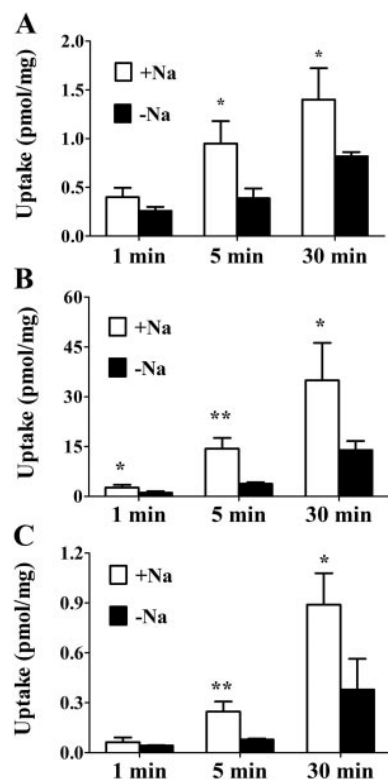 A
Uptake (pmol/mg)
2.0
1.5
1.0
0.5
0.0
+Na
-Na
*
*
1 min
5 min
30 min
B
Uptake (pmol/mg)
60
45
30
15
0
+Na
-Na
*
**
*
1 min
5 min
30 min
C
Uptake (pmol/mg)
1.2
0.9
0.6
0.3
0.0
+Na
-Na
**
*
1 min
5 min
30 min